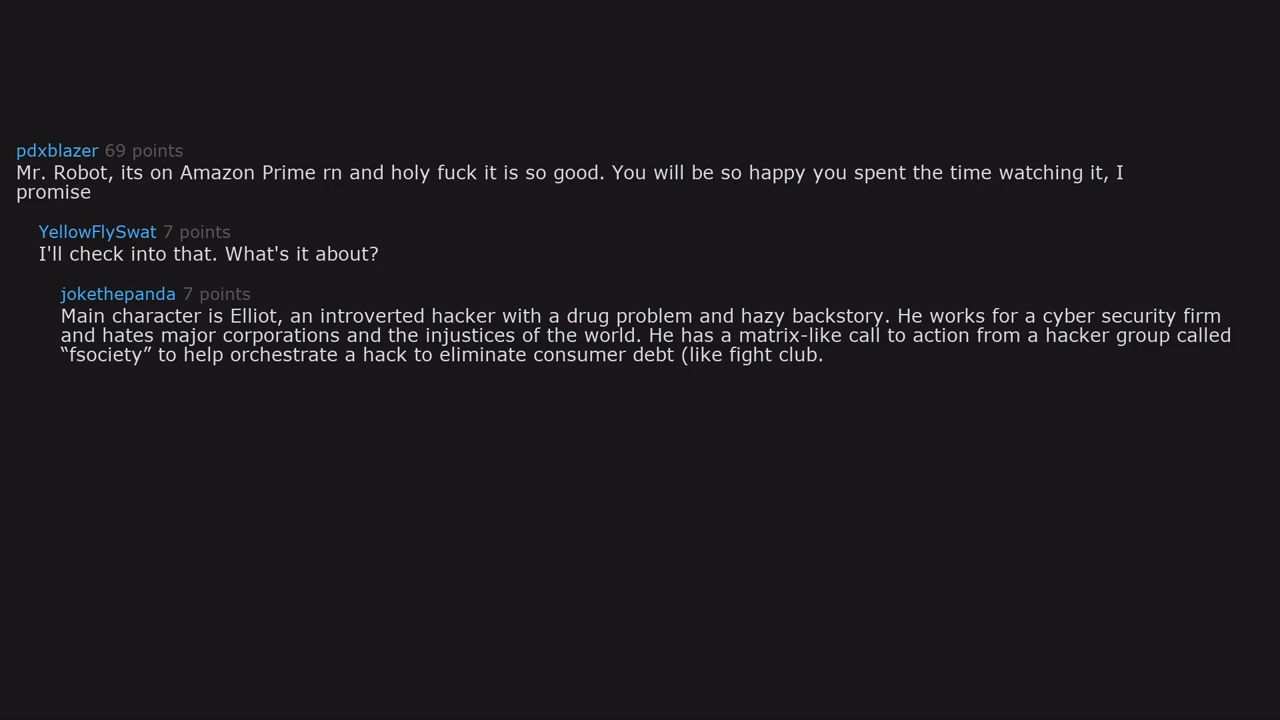 pdxblazer 69 points
Mr. Robot, its on Amazon Prime rn and holy fuck it is so good. You will be so happy you spent the time watching it, I
promise
YellowFlySwat 7 points
I'll check into that. What's it about?
jokethepanda 7 points
Main character is Elliot, an introverted hacker with a drug problem and hazy backstory. He works for a cyber security firm
and hates major corporations and the injustices of the world. He has a matrix-like call to action from a hacker group called
“fsociety” to help orchestrate a hack to eliminate consumer debt (like fight club.